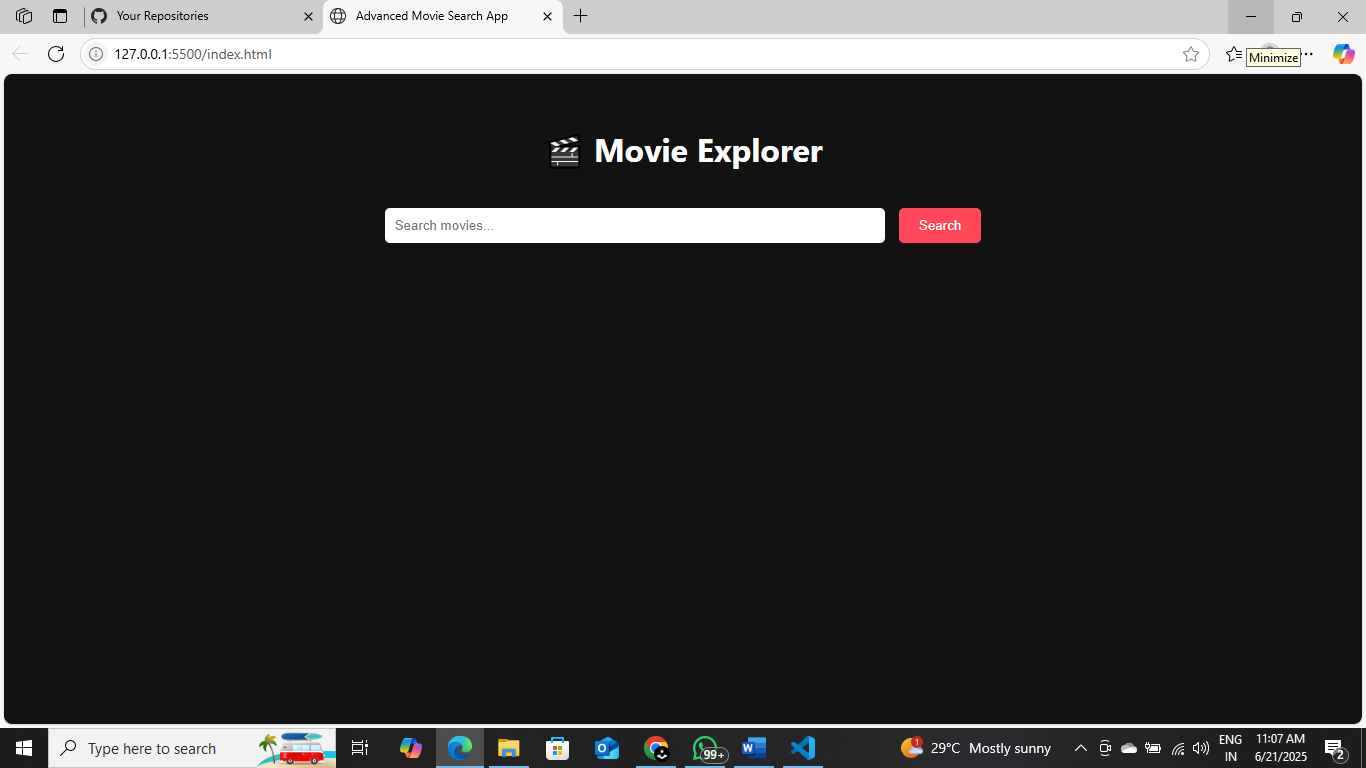 Your Repositories
Advanced Movie Search App
127.0.0.1:5500/index.html
Minimize
Movie Explorer
Search movies...
Search
Type here to search
99+
1
29°C Mostly sunny
ENG
IN
11:07 AM
6/21/2025
2